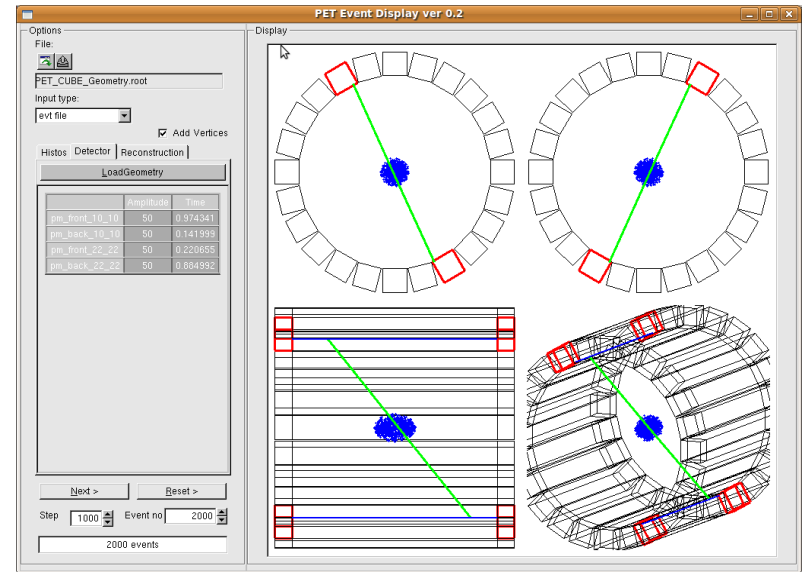 PET Event Display ver 0.2
Options
File:
PET_CUBE_Geometry.root
Input type:
evt file
Add Vertices
Histos Detector Reconstruction
LoadGeometry
Amplitude Time
pm_front_10_10 50 0.974341
pm_back_10_10 50 0.141999
pm_front_22_22 50 0.220655
pm_back_22_22 50 0.884992
Next > Reset >
Step 1000 Event no 2000
2000 events
Display